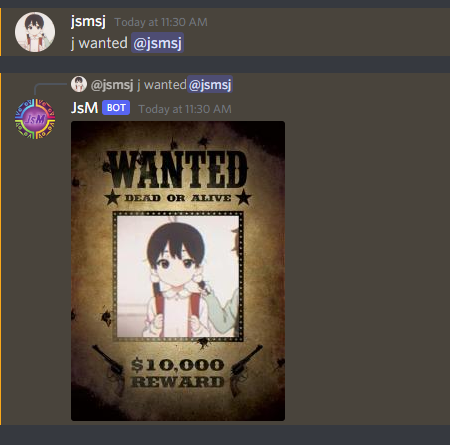 jsmsj Today at 11:30 AM
j wanted @jsmsj
@jsmsj j wanted @jsmsj
JsM BOT Today at 11:30 AM
JsM
WANTED
DEAD OR ALIVE
$10,000
REWARD